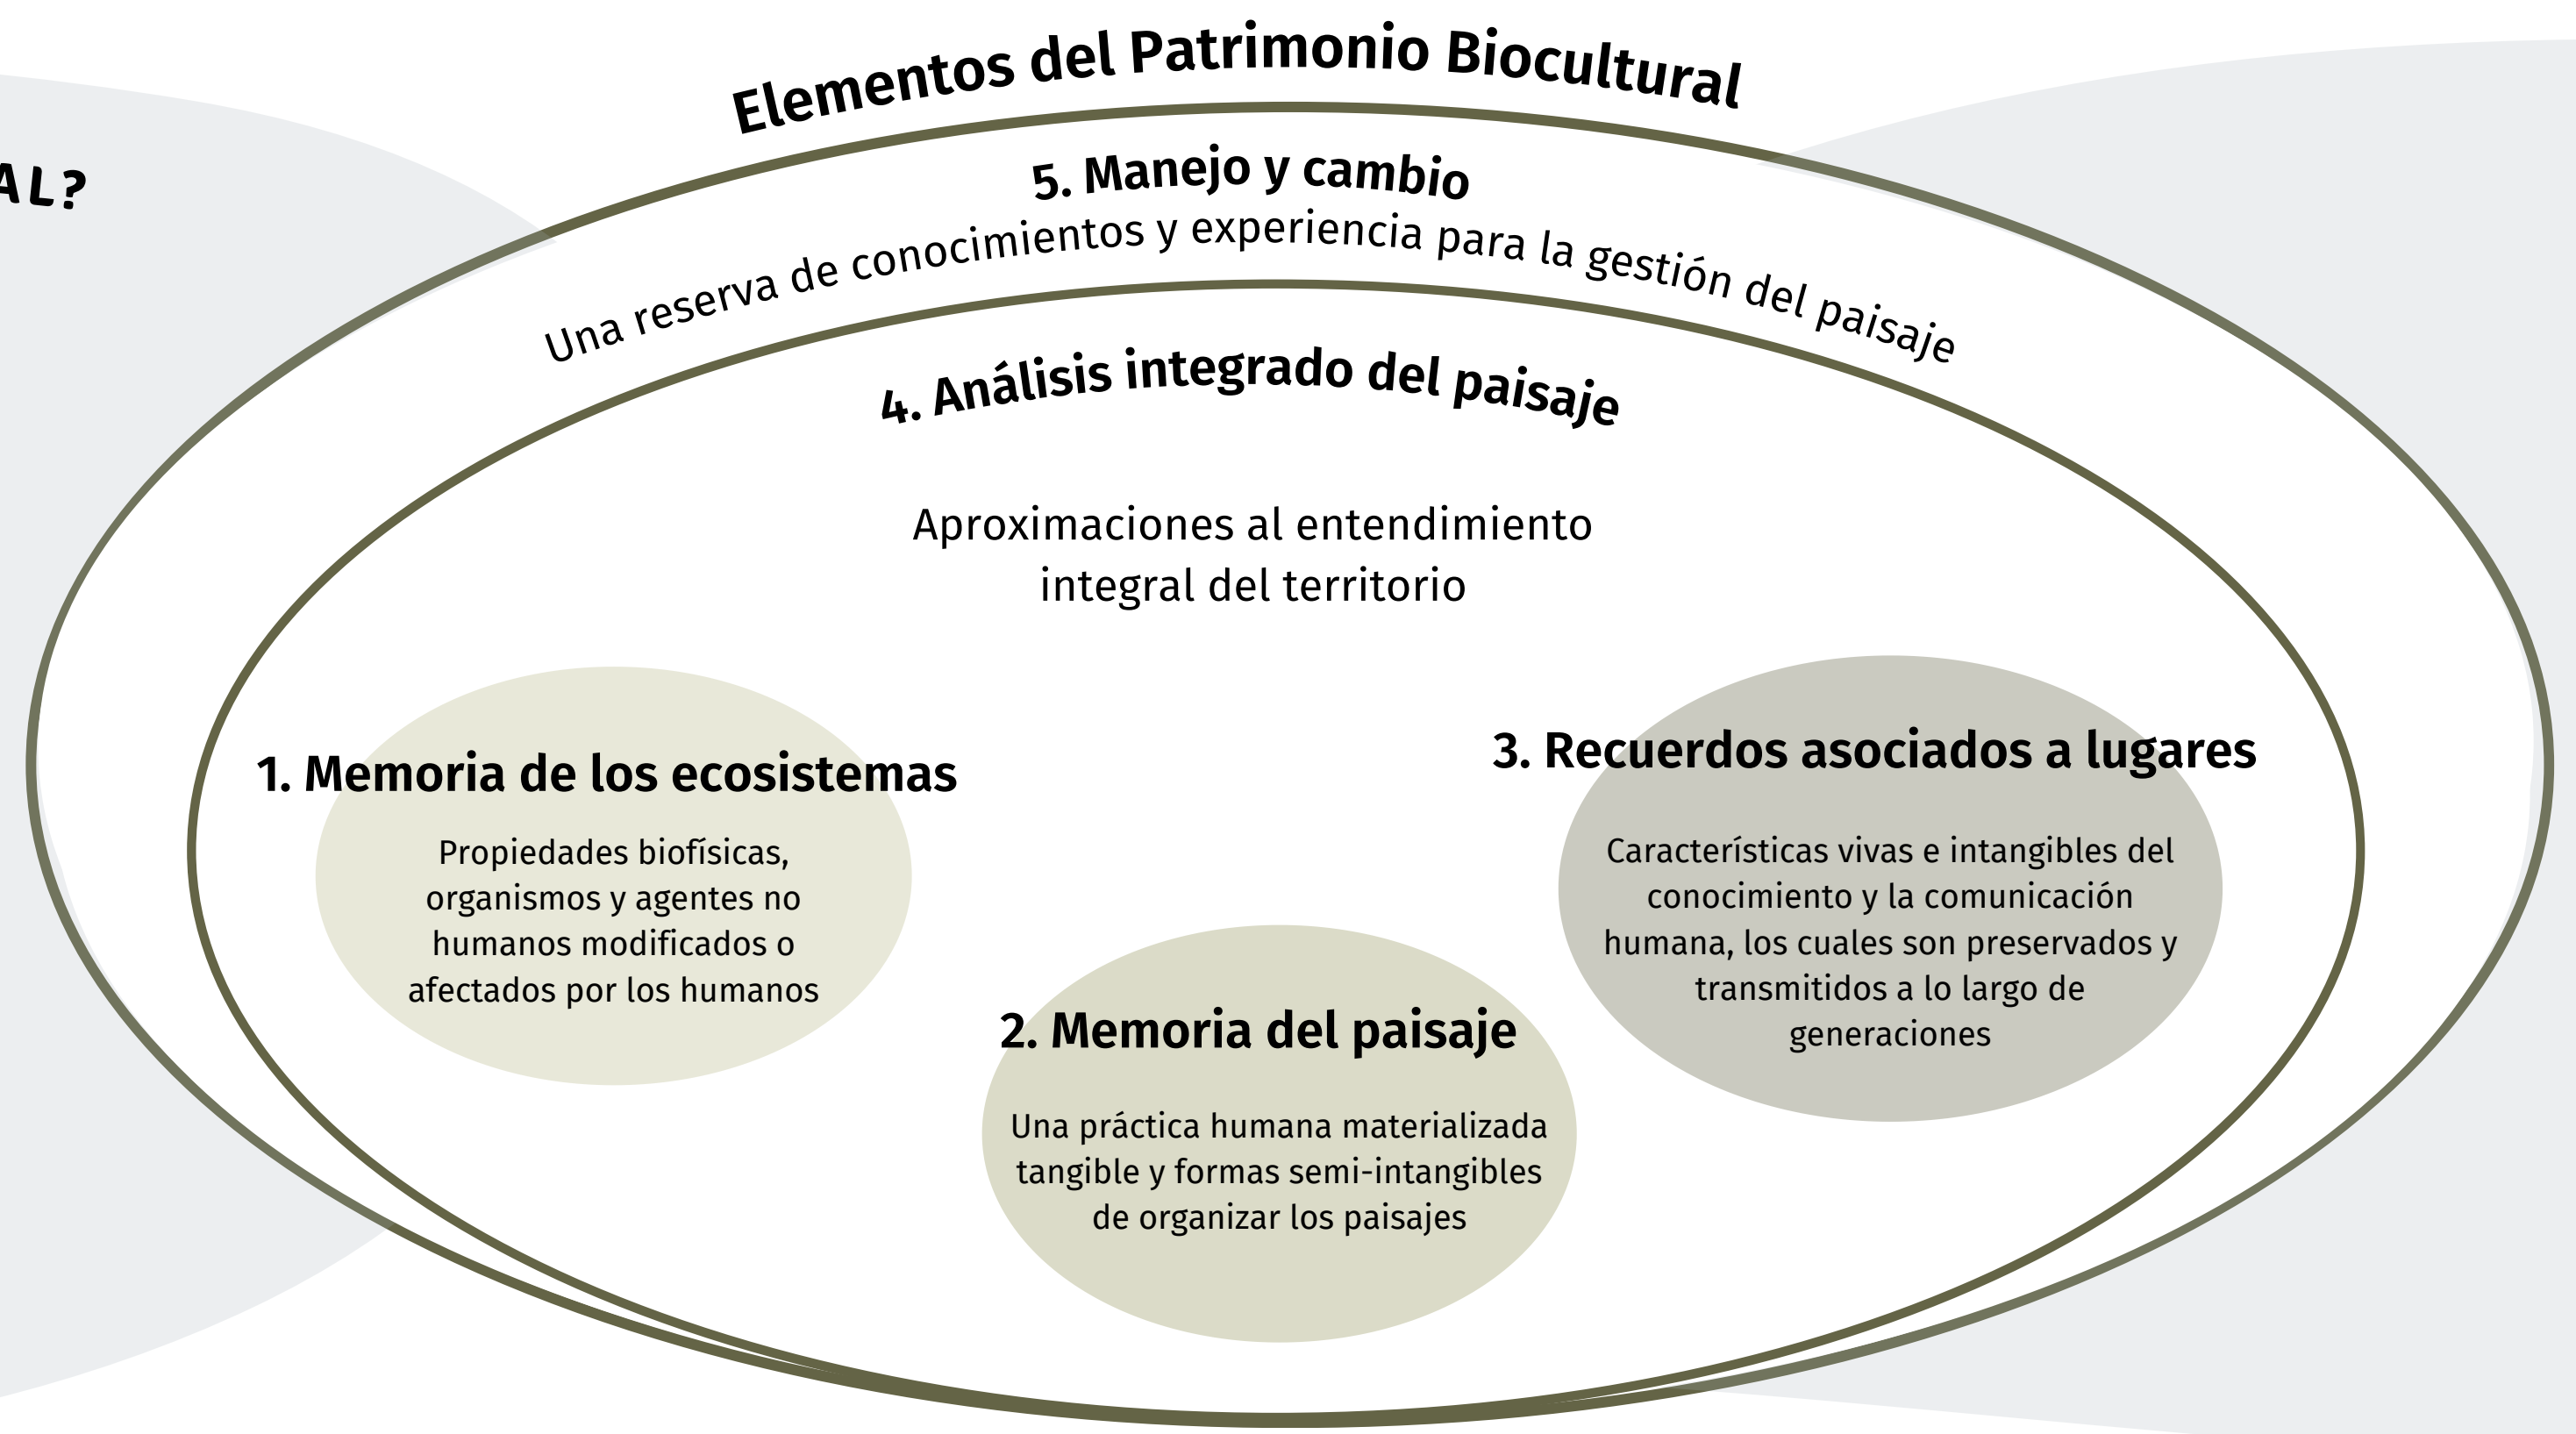 Elementos del Patrimonio Biocultural
AL?
5. Manejo y cambio
Una reserva de conocimientos y experiencia para la gestión del paisaje
4. Análisis integrado del paisaje
Aproximaciones al entendimiento
integral del territorio
1. Memoria de los ecosistemas
Propiedades biofísicas,
organismos y agentes no
humanos modificados o
afectados por los humanos
2. Memoria del paisaje
Una práctica humana materializada
tangible y formas semi-intangibles
de organizar los paisajes
3. Recuerdos asociados a lugares
Características vivas e intangibles del
conocimiento y la comunicación
humana, los cuales son preservados y
transmitidos a lo largo de
generaciones